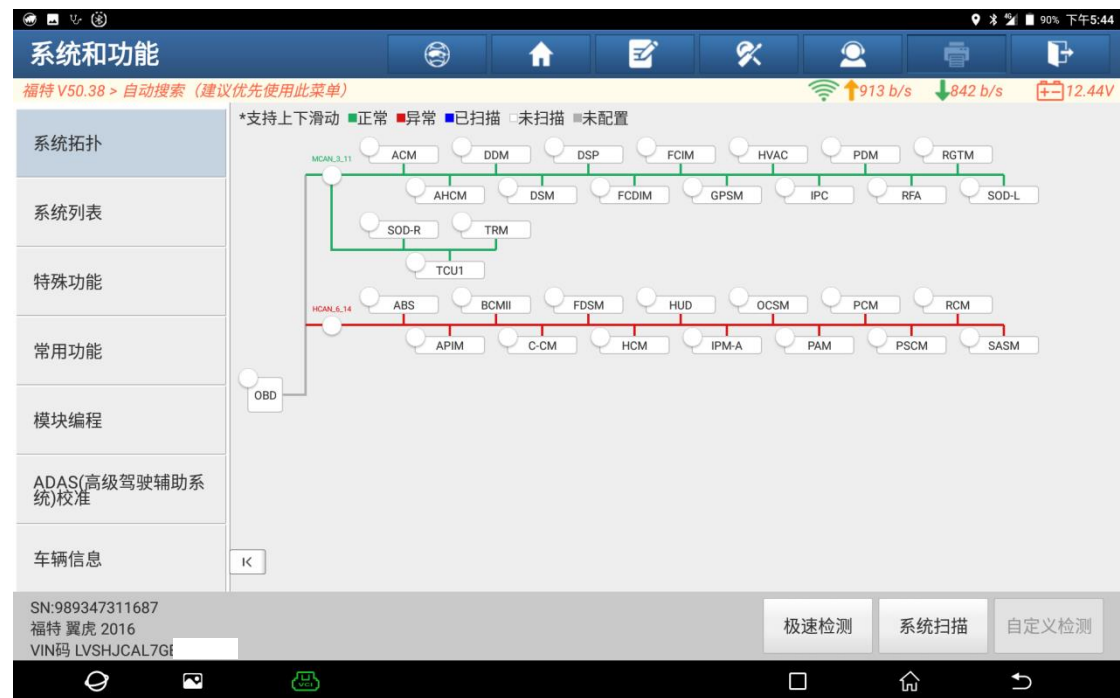 90% 下午5:44
系统和功能
福特 V50.38 > 自动搜索（建议优先使用此菜单）
913 b/s 842 b/s 12.44V
系统拓扑
系统列表
特殊功能
常用功能
模块编程
ADAS(高级驾驶辅助系
统)校准
车辆信息
*支持上下滑动 正常 异常 已扫描 未扫描 未配置
MCAN_3_11 ACM DDM DSP FCIM HVAC PDM RGTM
AHCM DSM FCDIM GPSM IPC RFA SOD-L
SOD-R TRM
TCU1
HCAN_6_14 ABS BCMII FDSM HUD OCSM PCM RCM
APIM C-CM HCM IPM-A PAM PSCM SASM
OBD
SN:989347311687
福特 翼虎 2016
VIN码 LVSHJCAL7G
极速检测 系统扫描 自定义检测
VCI